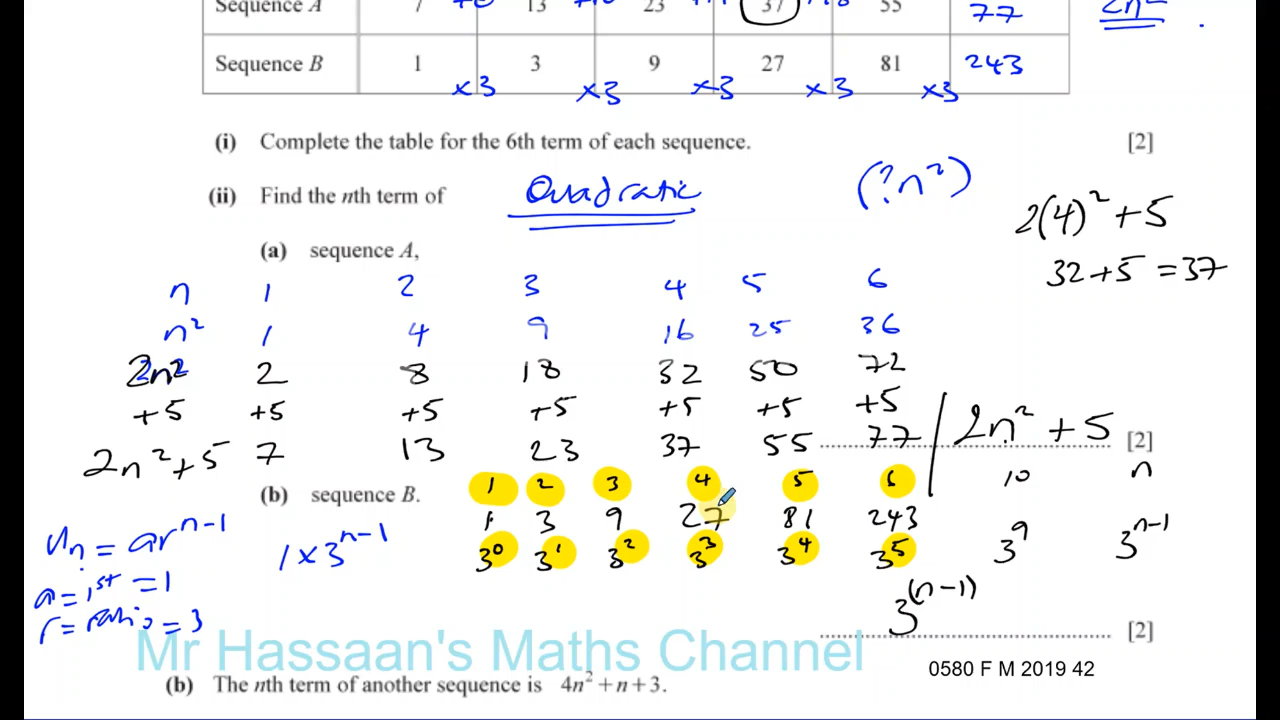 Sequence A 7 13 23 37 55 77 2n²
Sequence B 1 3 9 27 81 243
×3 ×3 ×3 ×3 ×3
(i) Complete the table for the 6th term of each sequence. [2]
(ii) Find the nth term of Quadratic (?n²)
2(4)² + 5
(a) sequence A,
32 + 5 = 37
n 1 2 3 4 5 6
n² 1 4 9 16 25 36
2n² 2 8 18 32 50 72
+5 +5 +5 +5 +5 +5 +5
2n² + 5 7 13 23 37 55 77 2n² + 5 [2]
(b) sequence B. 1 2 3 4 5 6 10 n
1 3 9 27 81 243
3⁰ 3¹ 3² 3³ 3⁴ 3⁵ 3⁹ 3ⁿ⁻¹
Uₙ = arⁿ⁻¹ 1 × 3ⁿ⁻¹
a = 1st = 1
r = ratio = 3
3⁽ⁿ⁻¹⁾ [2]
Mr Hassaan's Maths Channel
0580 F M 2019 42
(b) The nth term of another sequence is 4n² + n + 3.